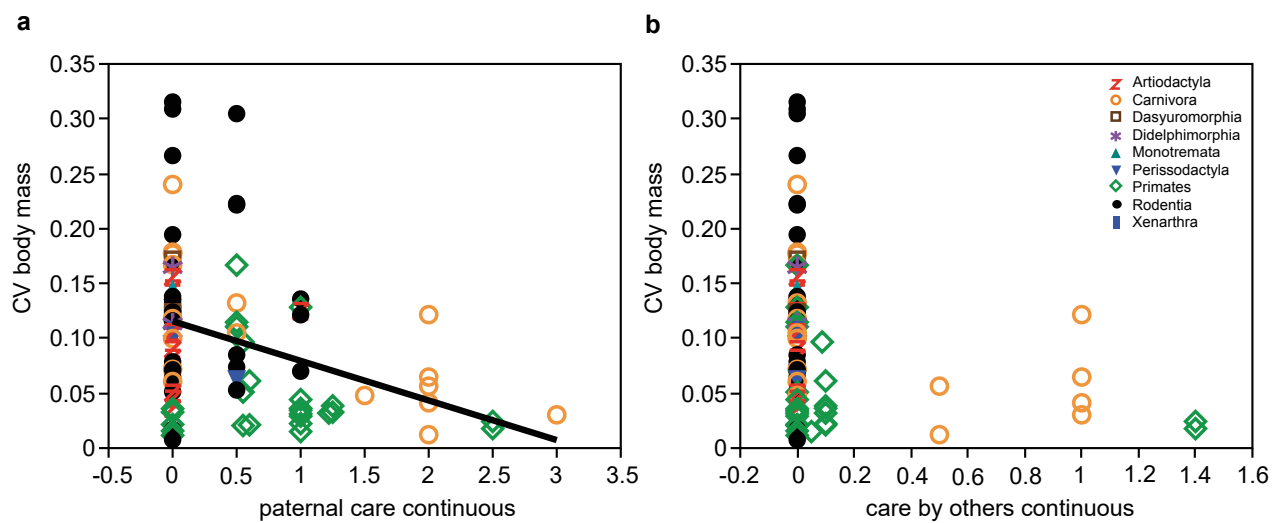 a
CV body mass
0.35
0.30
0.25
0.20
0.15
0.10
0.05
0
-0.5 0 0.5 1 1.5 2 2.5 3 3.5
paternal care continuous
b
CV body mass
0.35
0.30
0.25
0.20
0.15
0.10
0.05
0
-0.2 0 0.2 0.4 0.6 0.8 1 1.2 1.4 1.6
care by others continuous
Artiodactyla
Carnivora
Dasyuromorphia
Didelphimorphia
Monotremata
Perissodactyla
Primates
Rodentia
Xenarthra